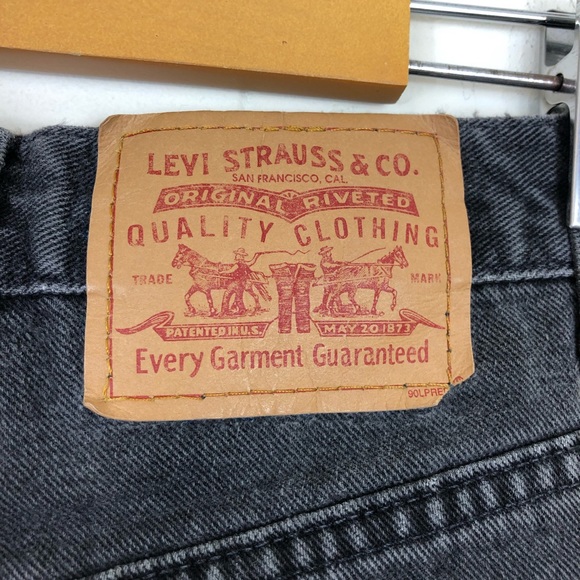 LEVI STRAUSS & CO.
SAN FRANCISCO, CAL.
ORIGINAL RIVETED
QUALITY CLOTHING
TRADE MARK
PATENTED IN U.S. MAY 20 1873
Every Garment Guaranteed